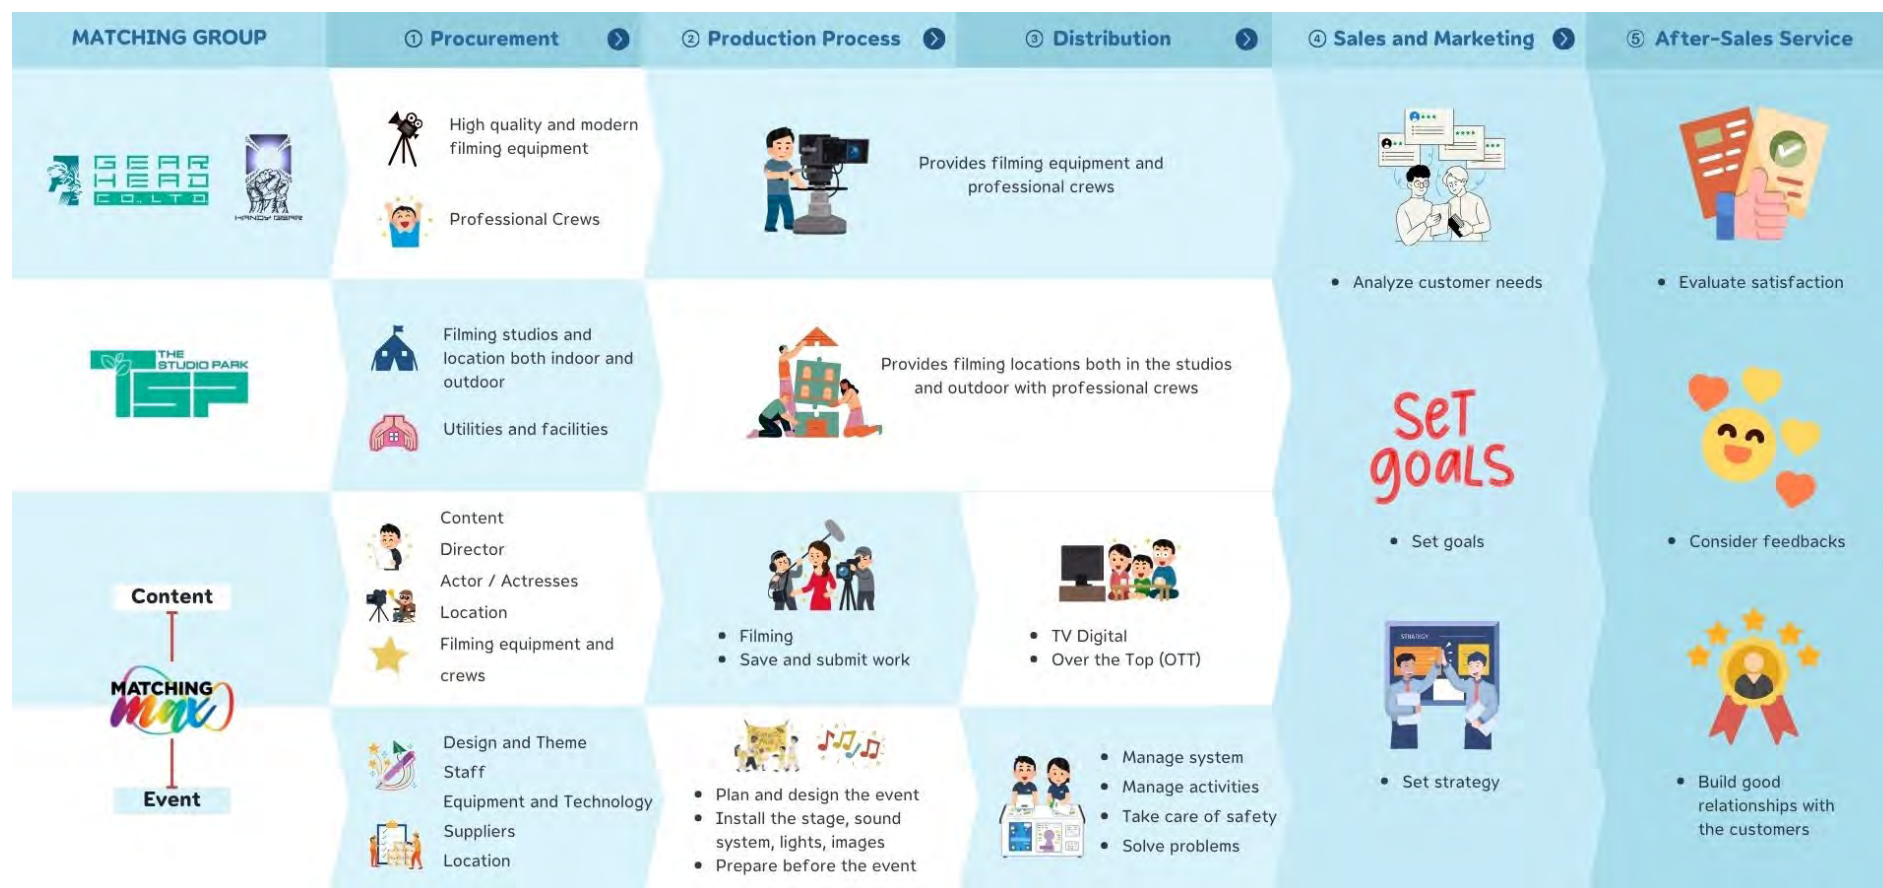 MATCHING GROUP
① Procurement
② Production Process
③ Distribution
④ Sales and Marketing
⑤ After-Sales Service
GEAR
HEAD
CO.,LTD.
HANDY GEAR
High quality and modern
filming equipment
Professional Crews
Provides filming equipment and
professional crews
THE
STUDIO PARK
TSP
Filming studios and
location both indoor and
outdoor
Utilities and facilities
Provides filming locations both in the studios
and outdoor with professional crews
Content
MATCHING
max
Event
Content
Director
Actor / Actresses
Location
Filming equipment and
crews
• Filming
• Save and submit work
• TV Digital
• Over the Top (OTT)
Design and Theme
Staff
Equipment and Technology
Suppliers
Location
• Plan and design the event
• Install the stage, sound
system, lights, images
• Prepare before the event
• Manage system
• Manage activities
• Take care of safety
• Solve problems
• Analyze customer needs
SET
goals
• Set goals
STRATEGY
• Set strategy
• Evaluate satisfaction
• Consider feedbacks
• Build good
relationships with
the customers